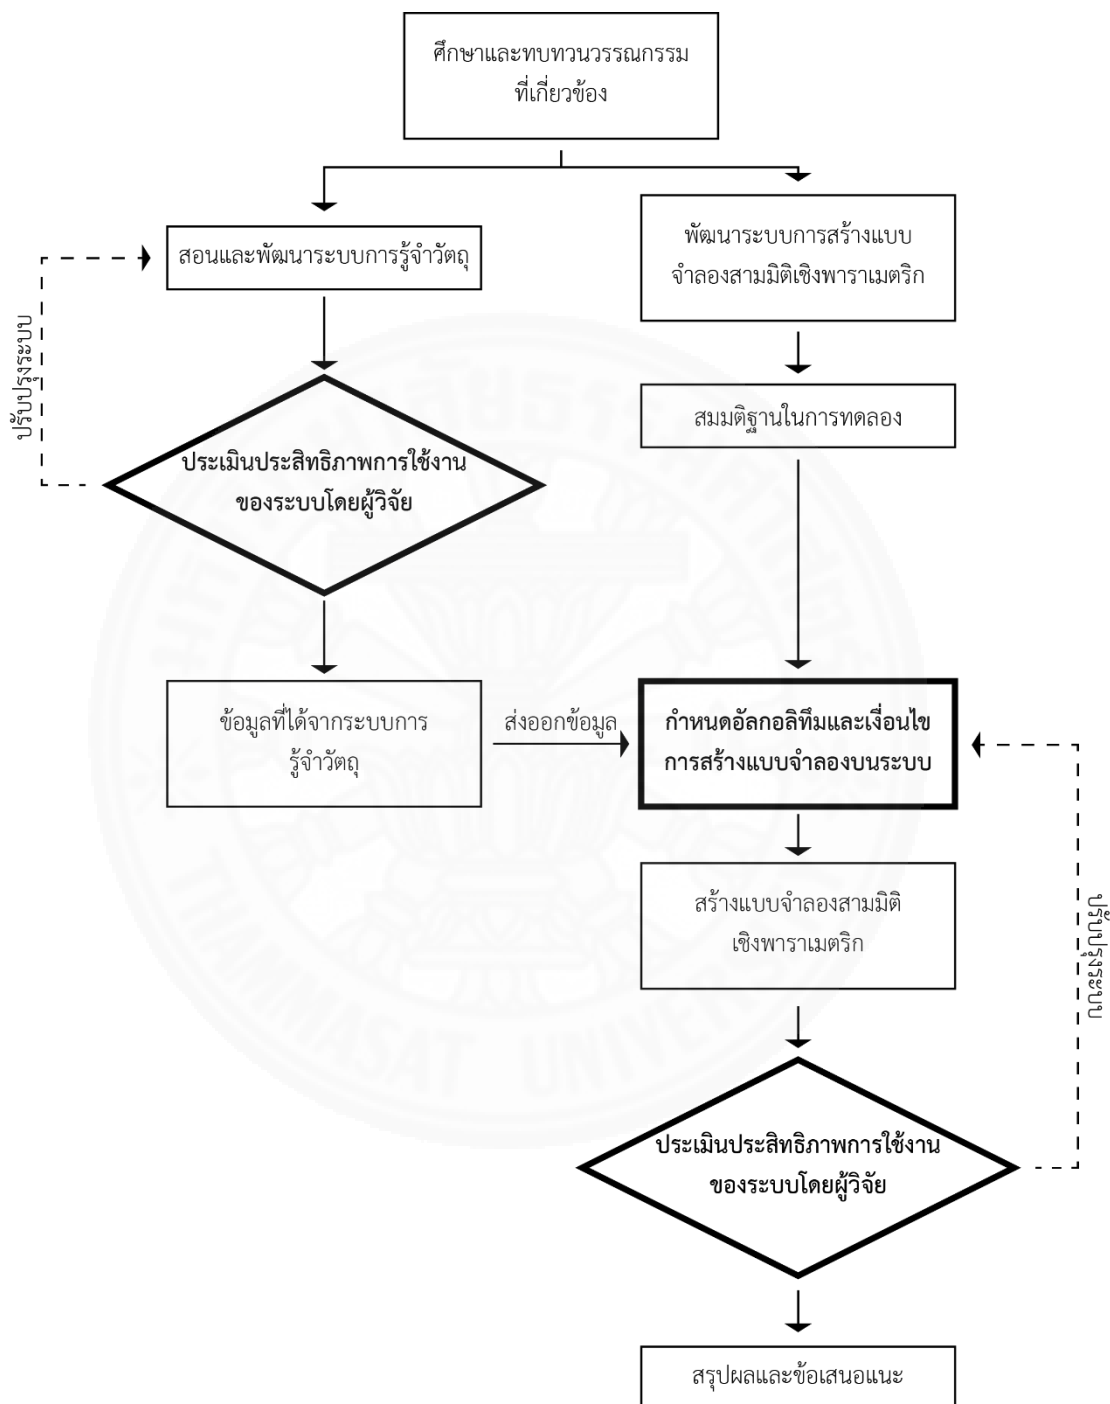 ศึกษาและทบทวนวรรณกรรม
ที่เกี่ยวข้อง
สอนและพัฒนาระบบการรู้จำวัตถุ
พัฒนาระบบการสร้างแบบ
จำลองสามมิติเชิงพาราเมตริก
ปรับปรุงระบบ
สมมติฐานในการทดลอง
ประเมินประสิทธิภาพการใช้งาน
ของระบบโดยผู้วิจัย
ข้อมูลที่ได้จากระบบการ
รู้จำวัตถุ
ส่งออกข้อมูล
กำหนดอัลกอลิทึมและเงื่อนไข
การสร้างแบบจำลองบนระบบ
สร้างแบบจำลองสามมิติ
เชิงพาราเมตริก
ปรับปรุงระบบ
ประเมินประสิทธิภาพการใช้งาน
ของระบบโดยผู้วิจัย
สรุปผลและข้อเสนอแนะ
THAMMASAT UNIVERSITY